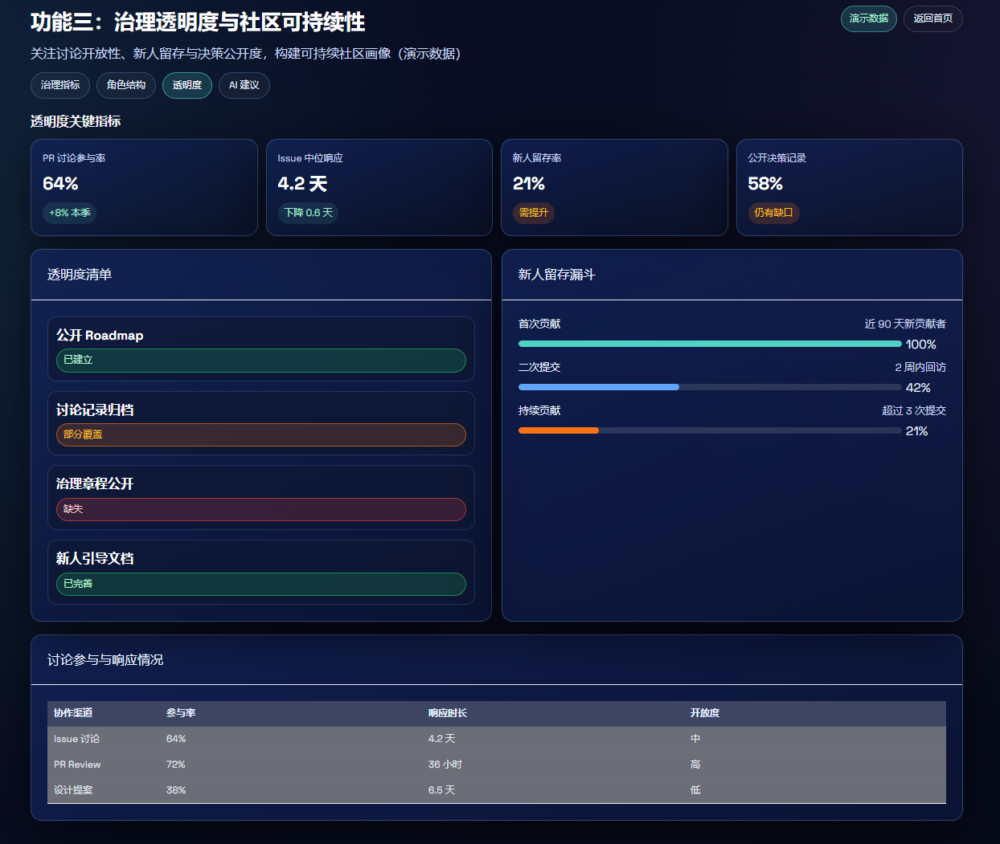 功能三：治理透明度与社区可持续性
演示数据
返回首页
关注讨论开放性、新人留存与决策公开度，构建可持续社区画像（演示数据）
治理指标
角色结构
透明度
AI 建议
透明度关键指标
PR 讨论参与率
64%
+8% 本季
Issue 中位响应
4.2 天
下降 0.6 天
新人留存率
21%
需提升
公开决策记录
58%
仍有缺口
透明度清单
公开 Roadmap
已建立
讨论记录归档
部分覆盖
治理章程公开
缺失
新人引导文档
已完善
新人留存漏斗
首次贡献 近 90 天新贡献者
100%
二次提交 2 周内回访
42%
持续贡献 超过 3 次提交
21%
讨论参与与响应情况
协作渠道 参与率 响应时长 开放度
Issue 讨论 64% 4.2 天 中
PR Review 72% 36 小时 高
设计提案 38% 6.5 天 低